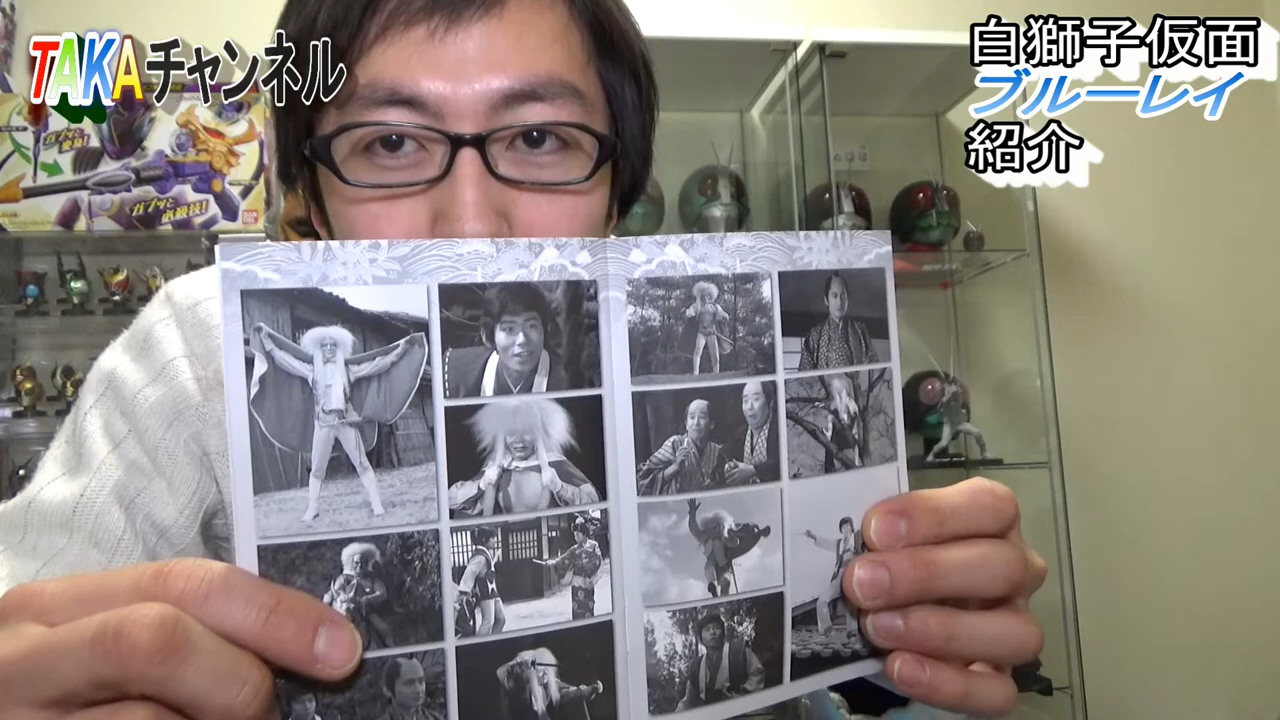 TAKAチャンネル
白獅子仮面
ブルーレイ
紹介
ガブッと
変身!
ガブッと
必殺技!